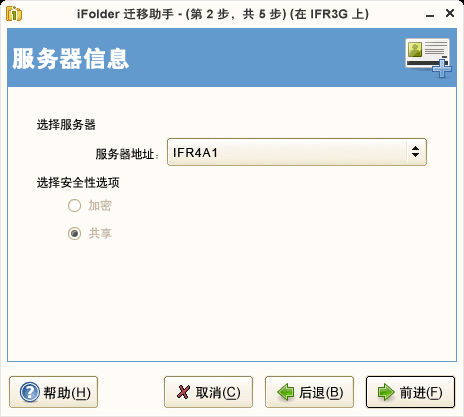 iFolder 迁移助手 - (第 2 步，共 5 步) (在 IFR3G 上)
服务器信息
选择服务器
服务器地址: IFR4A1
选择安全性选项
加密
共享
帮助(H) 取消(C) 后退(B) 前进(F)